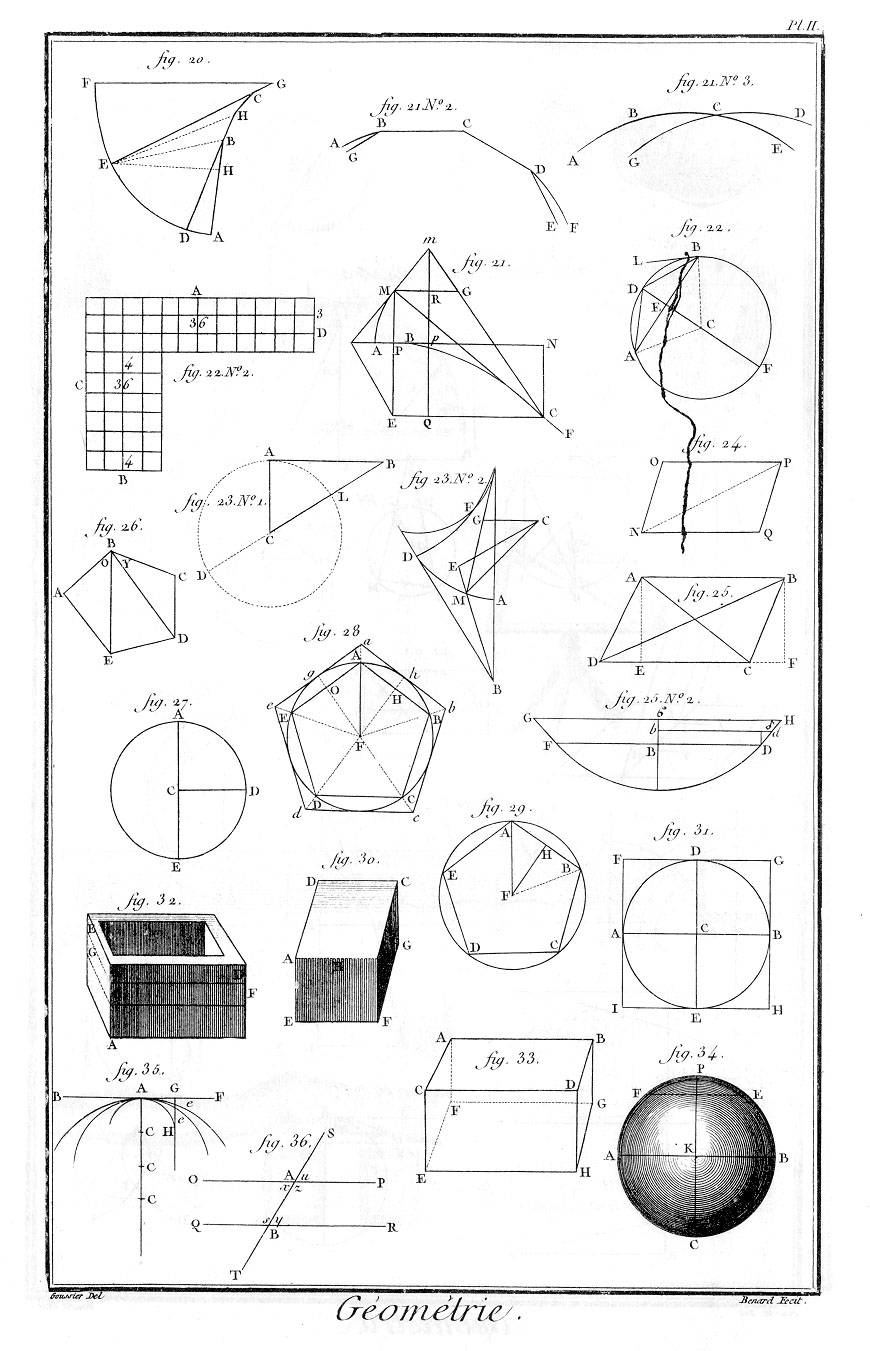 Pl. II.
fig. 20.
F G
C
H
B
E H
D A
fig. 21. N.º 2.
B C
A
G
D
E F
fig. 21. N.º 3.
B C D
A G E
fig. 22.
L B
D
E
C
A
F
fig. 21.
m
M R G
A P B p N
E Q C
F
A
36 3
D
4
C 36
4
B
fig. 22. N.º 2.
fig. 24.
O P
N Q
fig. 23. N.º 1.
A B
L
C
D
fig. 23. N.º 2.
F
G C
D E
M A
B
fig. 26.
B
O y
C
A
D
E
fig. 25.
A B
D E C F
fig. 28
a
A
g h
O H
e E B b
F
D C
d c
fig. 25. N.º 2.
G 6 H
b d
F B D
fig. 27.
A
C D
E
fig. 29.
A
H
E B
F
D C
fig. 31.
F D G
A C B
I E H
fig. 30.
D C
G
A H
E F
fig. 32.
E
G D
F
A
fig. 33.
A B
C D
F G
E H
fig. 34.
P
F E
A K B
C
fig. 35.
B A G F
e
e
C H
C
C
fig. 36.
S
O A u P
x z
Q s y R
B
T
Goussier Del
Benard Fecit.
Géometrie.